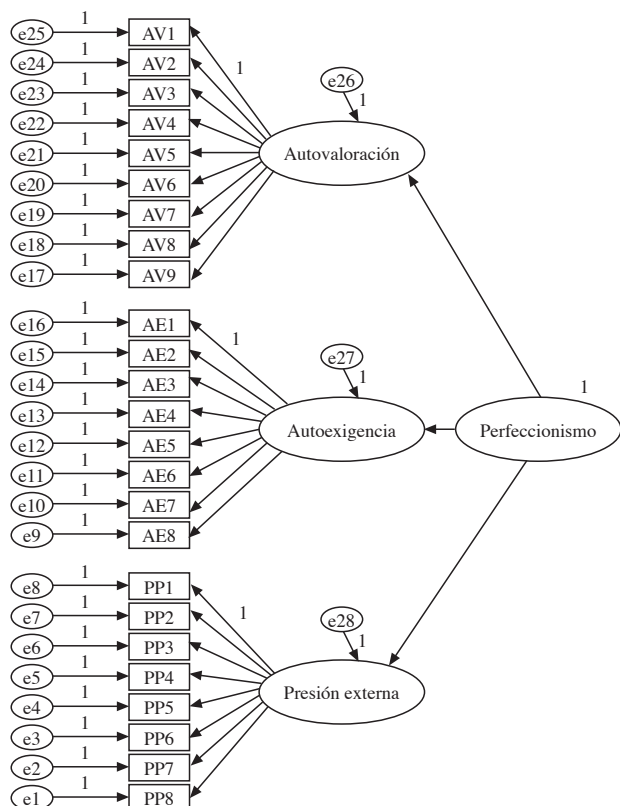 e25 1 AV1
e24 1 AV2 1 e26
e23 1 AV3 1
e22 1 AV4
e21 1 AV5 Autovaloración
e20 1 AV6
e19 1 AV7
e18 1 AV8
e17 1 AV9
e16 1 AE1
e15 1 AE2 1 e27
e14 1 AE3 1 1
e13 1 AE4 Autoexigencia Perfeccionismo
e12 1 AE5
e11 1 AE6
e10 1 AE7
e9 1 AE8
e8 1 PP1
e7 1 PP2 1 e28
e6 1 PP3 1
e5 1 PP4 Presión externa
e4 1 PP5
e3 1 PP6
e2 1 PP7
e1 1 PP8